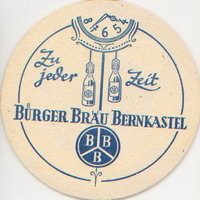 8 7 6 5 4
Zu jeder Zeit
BÜRGER BRÄU BERNKASTEL
B B
B